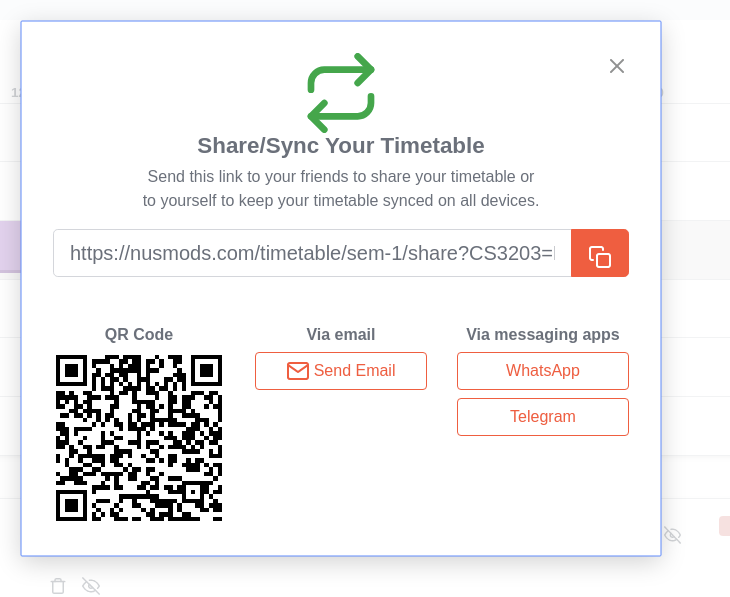 Share/Sync Your Timetable
Send this link to your friends to share your timetable or
to yourself to keep your timetable synced on all devices.
https://nusmods.com/timetable/sem-1/share?CS3203=
QR Code
Via email
Via messaging apps
Send Email
WhatsApp
Telegram